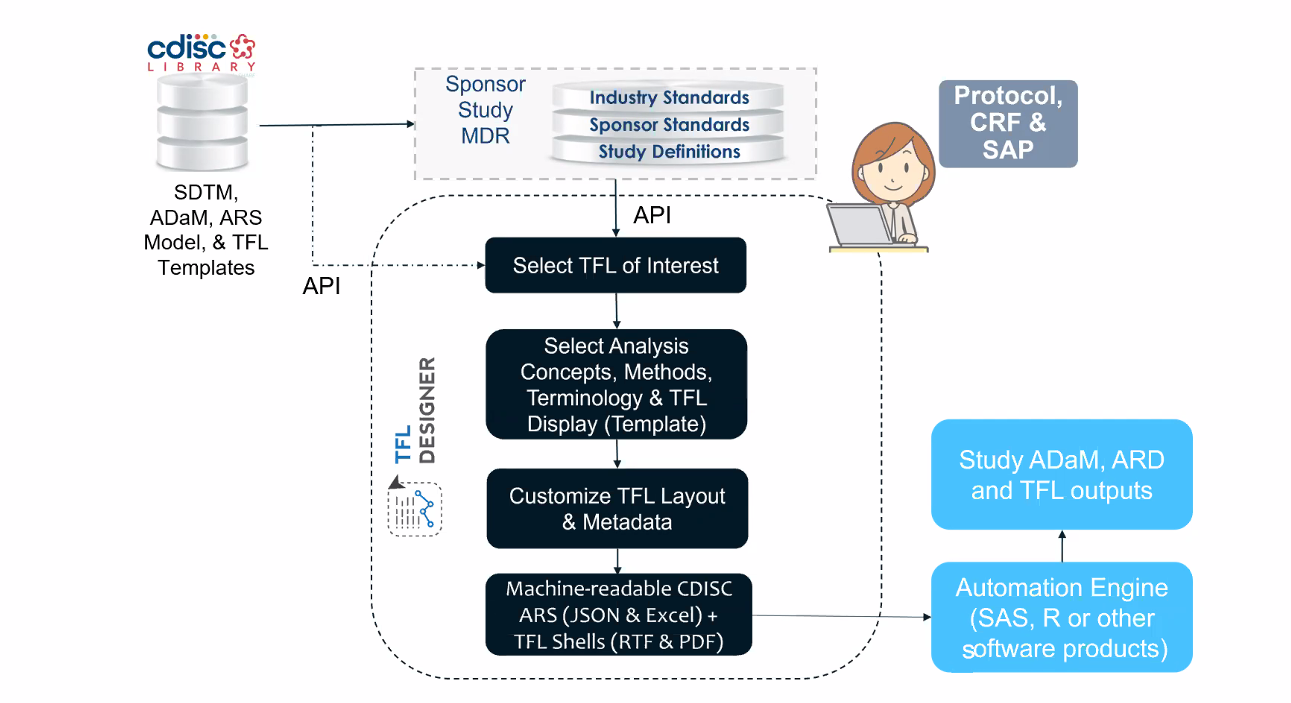 cdisc
LIBRARY
SDTM,
ADaM, ARS
Model, & TFL
Templates
API
Sponsor
Study
MDR
Industry Standards
Sponsor Standards
Study Definitions
Protocol,
CRF &
SAP
API
Select TFL of Interest
Select Analysis
Concepts, Methods,
Terminology & TFL
Display (Template)
TFL
DESIGNER
Customize TFL Layout
& Metadata
Machine-readable CDISC
ARS (JSON & Excel) +
TFL Shells (RTF & PDF)
Study ADaM, ARD
and TFL outputs
Automation Engine
(SAS, R or other
software products)